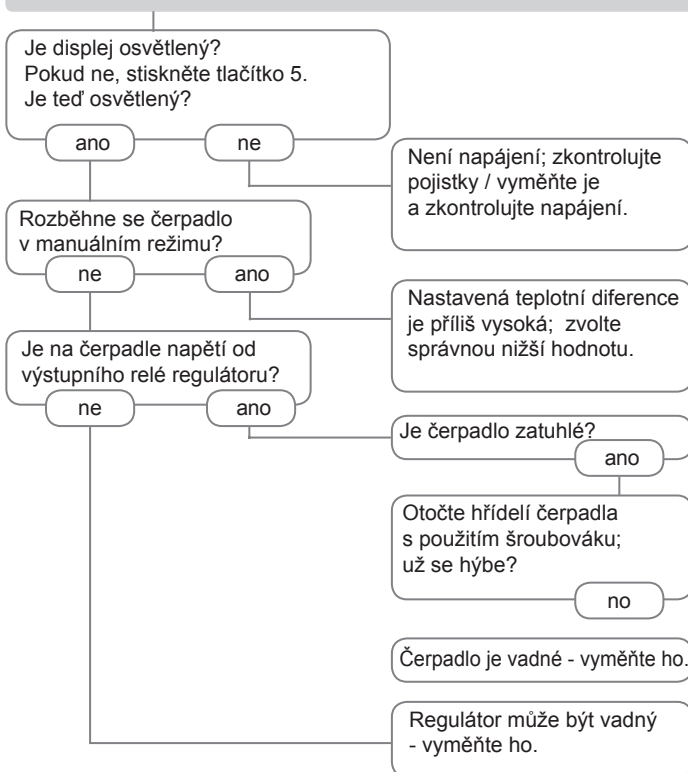 Je displej osvětlený?
Pokud ne, stiskněte tlačítko 5.
Je teď osvětlený?
ano
ne
Není napájení; zkontrolujte
pojistky / vyměňte je
a zkontrolujte napájení.
Rozběhne se čerpadlo
v manuálním režimu?
ne
ano
Nastavená teplotní diference
je příliš vysoká; zvolte
správnou nižší hodnotu.
Je na čerpadle napětí od
výstupního relé regulátoru?
ne
ano
Je čerpadlo zatuhlé?
ano
Otočte hřídelí čerpadla
s použitím šroubováku;
už se hýbe?
no
Čerpadlo je vadné - vyměňte ho.
Regulátor může být vadný
- vyměňte ho.